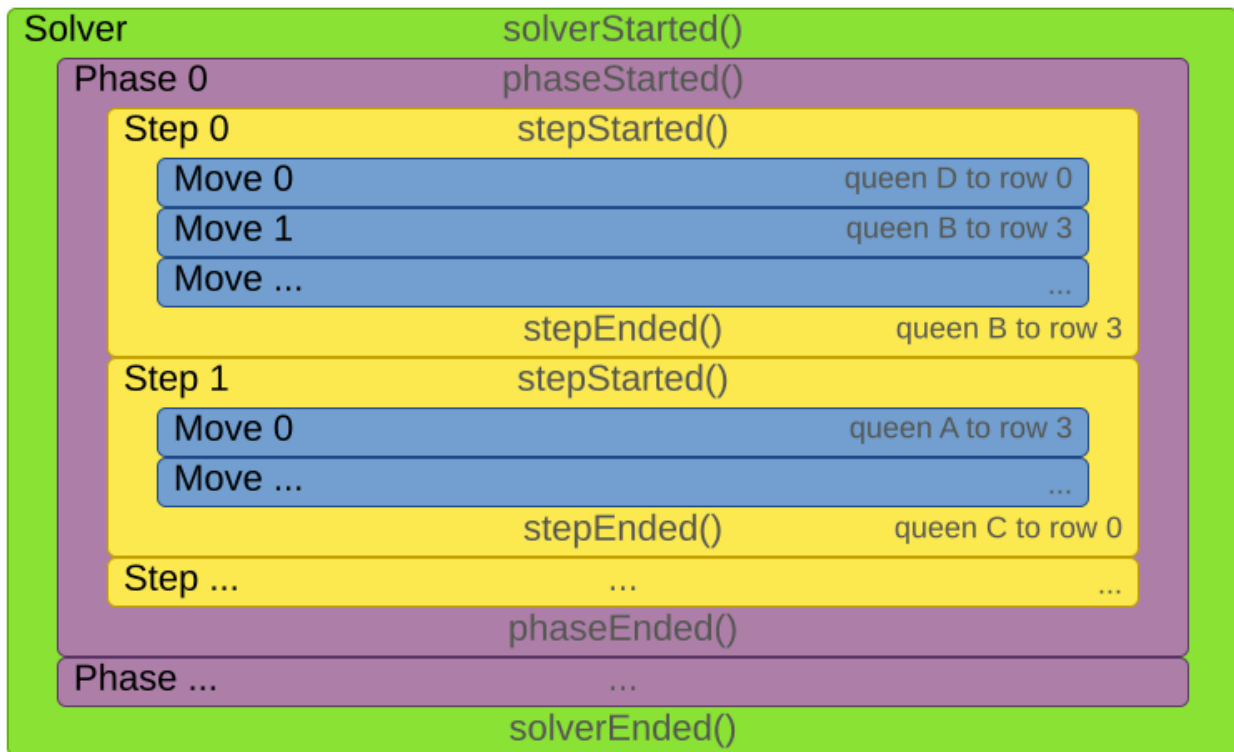 Solver solverStarted()
Phase 0 phaseStarted()
Step 0 stepStarted()
Move 0 queen D to row 0
Move 1 queen B to row 3
Move ... ...
stepEnded() queen B to row 3
Step 1 stepStarted()
Move 0 queen A to row 3
Move ... ...
stepEnded() queen C to row 0
Step ... ... ...
phaseEnded()
Phase ... ...
solverEnded()